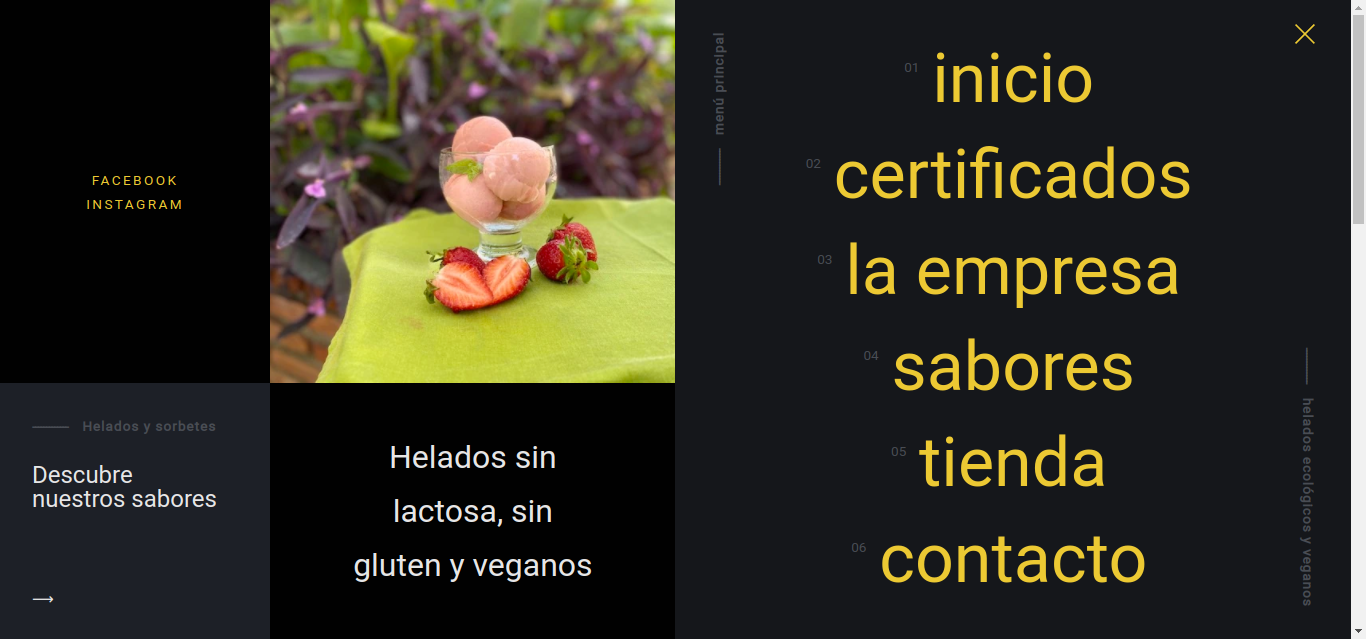 FACEBOOK
INSTAGRAM
Helados y sorbetes
Descubre
nuestros sabores
Helados sin
lactosa, sin
gluten y veganos
menú principal
01 inicio
02 certificados
03 la empresa
04 sabores
05 tienda
06 contacto
helados ecológicos y veganos